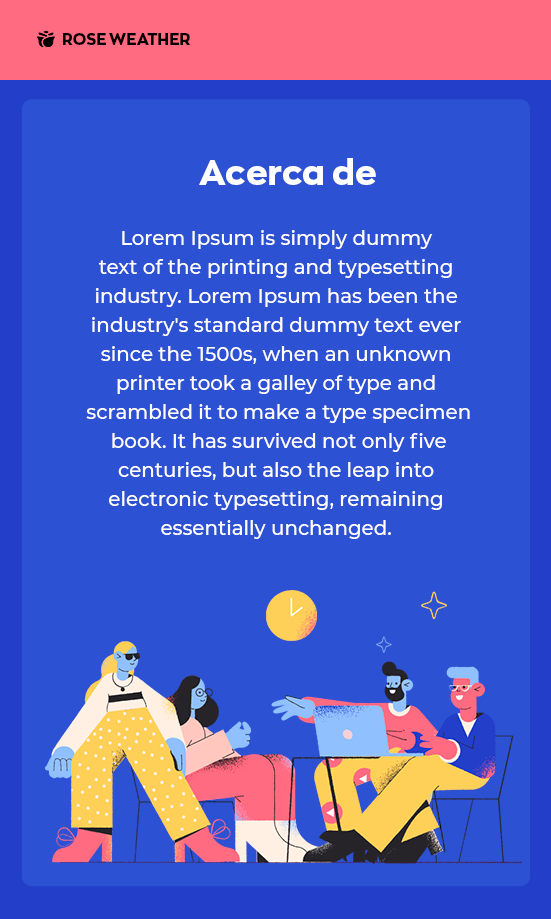 ROSE WEATHER
Acerca de
Lorem Ipsum is simply dummy
text of the printing and typesetting
industry. Lorem Ipsum has been the
industry's standard dummy text ever
since the 1500s, when an unknown
printer took a galley of type and
scrambled it to make a type specimen
book. It has survived not only five
centuries, but also the leap into
electronic typesetting, remaining
essentially unchanged.